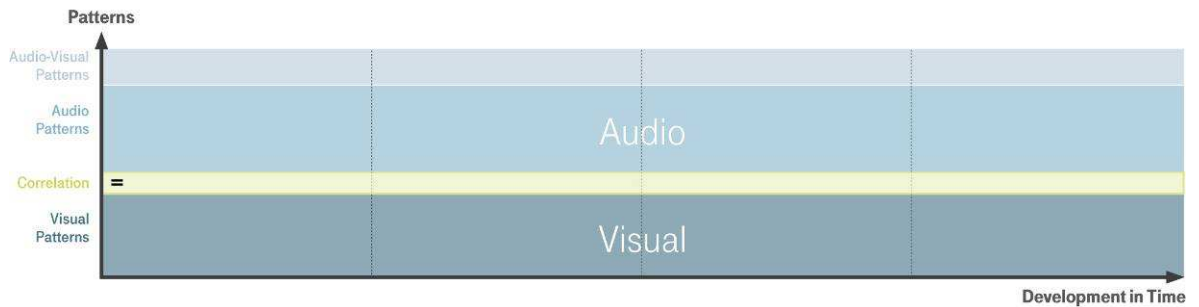 Patterns
Audio-Visual
Patterns
Audio
Patterns
Audio
Correlation
=
Visual
Patterns
Visual
Development in Time